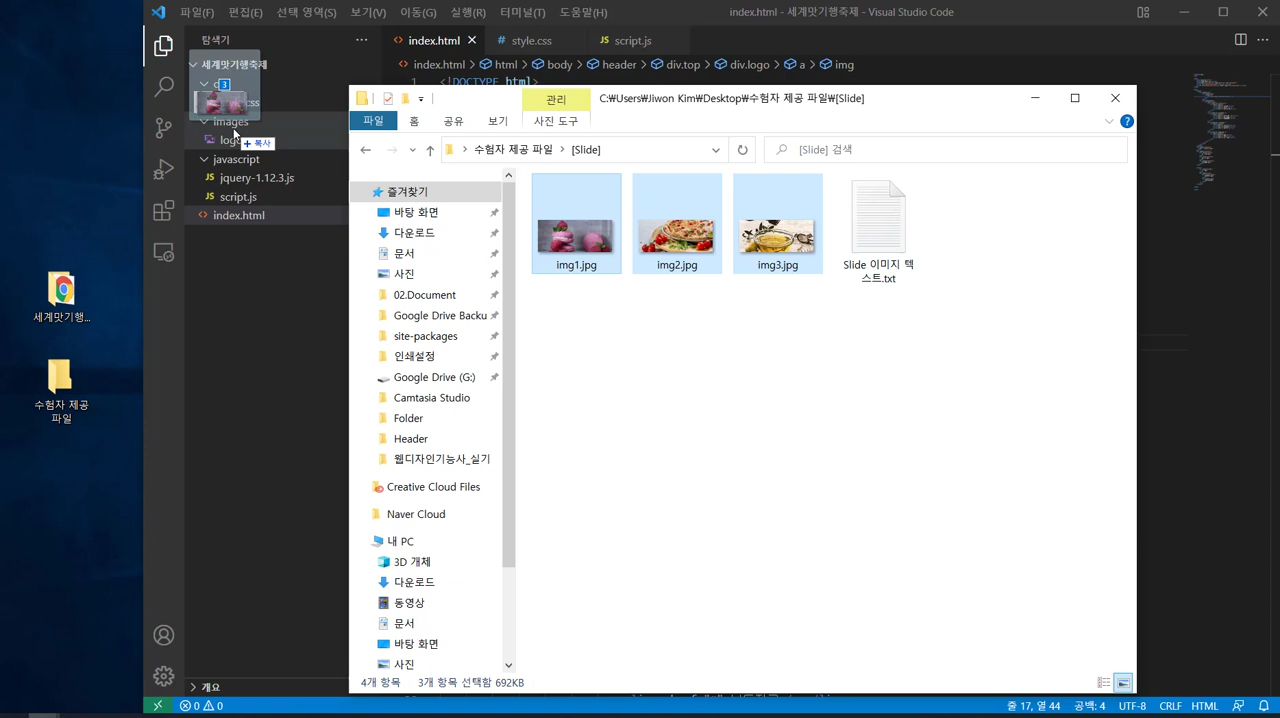 파일(F) 편집(E) 선택 영역(S) 보기(V) 이동(G) 실행(R) 터미널(T) 도움말(H)
index.html - 세계맛기행축제 - Visual Studio Code
탐색기
index.html
style.css
script.js
index.html > html > body > header > div.top > div.logo > a > img
<!DOCTYPE html>
세계맛기행축제
3
images
+ 복사
javascript
jquery-1.12.3.js
script.js
index.html
개요
세계맛기행...
수험자 제공
파일
관리
C:₩Users₩Jiwon Kim₩Desktop₩수험자 제공 파일₩[Slide]
파일 홈 공유 보기 사진 도구
수험자 제공 파일 > [Slide]
[Slide] 검색
즐겨찾기
바탕 화면
다운로드
문서
사진
02.Document
Google Drive Backu
site-packages
인쇄설정
Google Drive (G:)
Camtasia Studio
Folder
Header
웹디자인기능사_실기
Creative Cloud Files
Naver Cloud
내 PC
3D 개체
다운로드
동영상
문서
바탕 화면
사진
img1.jpg
img2.jpg
img3.jpg
Slide 이미지 텍
스트.txt
4개 항목 3개 항목 선택함 692KB
0 0
줄 17, 열 44 공백: 4 UTF-8 CRLF HTML